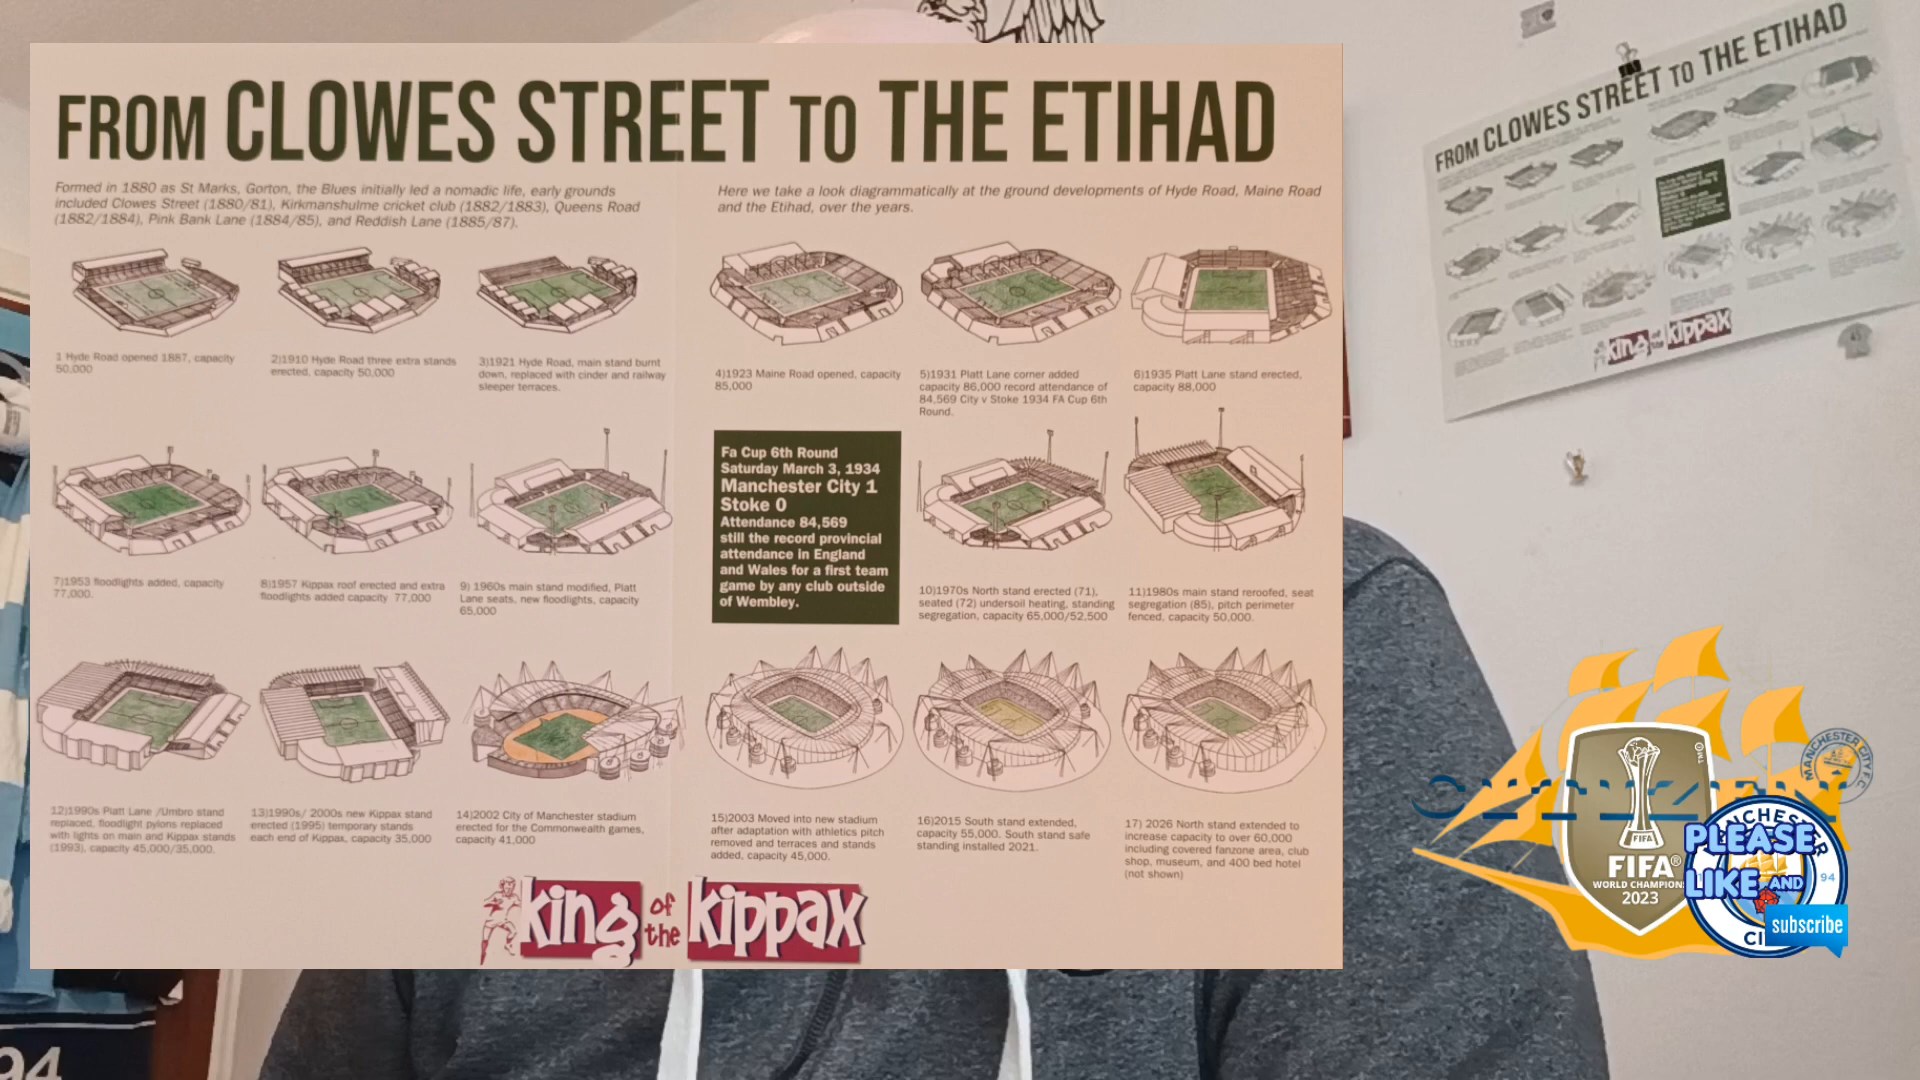 FROM CLOWES STREET TO THE ETIHAD
Formed in 1880 as St Marks, Gorton, the Blues initially led a nomadic life, early grounds
included Clowes Street (1880/81), Kirkmanshulme cricket club (1882/1883), Queens Road
(1882/1884), Pink Bank Lane (1884/85), and Reddish Lane (1885/87).
Here we take a look diagrammatically at the ground developments of Hyde Road, Maine Road
and the Etihad, over the years.
1 Hyde Road opened 1887, capacity
50,000
2)1910 Hyde Road three extra stands
erected, capacity 50,000
3)1921 Hyde Road, main stand burnt
down, replaced with cinder and railway
sleeper terraces.
4)1923 Maine Road opened, capacity
85,000
5)1931 Platt Lane corner added
capacity 86,000 record attendance of
84,569 City v Stoke 1934 FA Cup 6th
Round.
6)1935 Platt Lane stand erected,
capacity 88,000
7)1953 floodlights added, capacity
77,000.
8)1957 Kippax roof erected and extra
floodlights added capacity 77,000
9) 1960s main stand modified, Platt
Lane seats, new floodlights, capacity
65,000
Fa Cup 6th Round
Saturday March 3, 1934
Manchester City 1
Stoke 0
Attendance 84,569
still the record provincial
attendance in England
and Wales for a first team
game by any club outside
of Wembley.
10)1970s North stand erected (71),
seated (72) undersoil heating, standing
segregation, capacity 65,000/52,500
11)1980s main stand reroofed, seat
segregation (85), pitch perimeter
fenced, capacity 50,000.
12)1990s Platt Lane /Umbro stand
replaced, floodlight pylons replaced
with lights on main and Kippax stands
(1993), capacity 45,000/35,000.
13)1990s/ 2000s new Kippax stand
erected (1995) temporary stands
each end of Kippax, capacity 35,000
14)2002 City of Manchester stadium
erected for the Commonwealth games,
capacity 41,000
15)2003 Moved into new stadium
after adaptation with athletics pitch
removed and terraces and stands
added, capacity 45,000.
16)2015 South stand extended,
capacity 55,000. South stand safe
standing installed 2021.
17) 2026 North stand extended to
increase capacity to over 60,000
including covered fanzone area, club
shop, museum, and 400 bed hotel
(not shown)
king of the kippax
FROM CLOWES STREET TO THE ETIHAD
king of the kippax
MANCHESTER CITY F.C.
FIFA
FIFA®
WORLD CHAMPIONS
2023
PLEASE
LIKE AND
subscribe
94
94